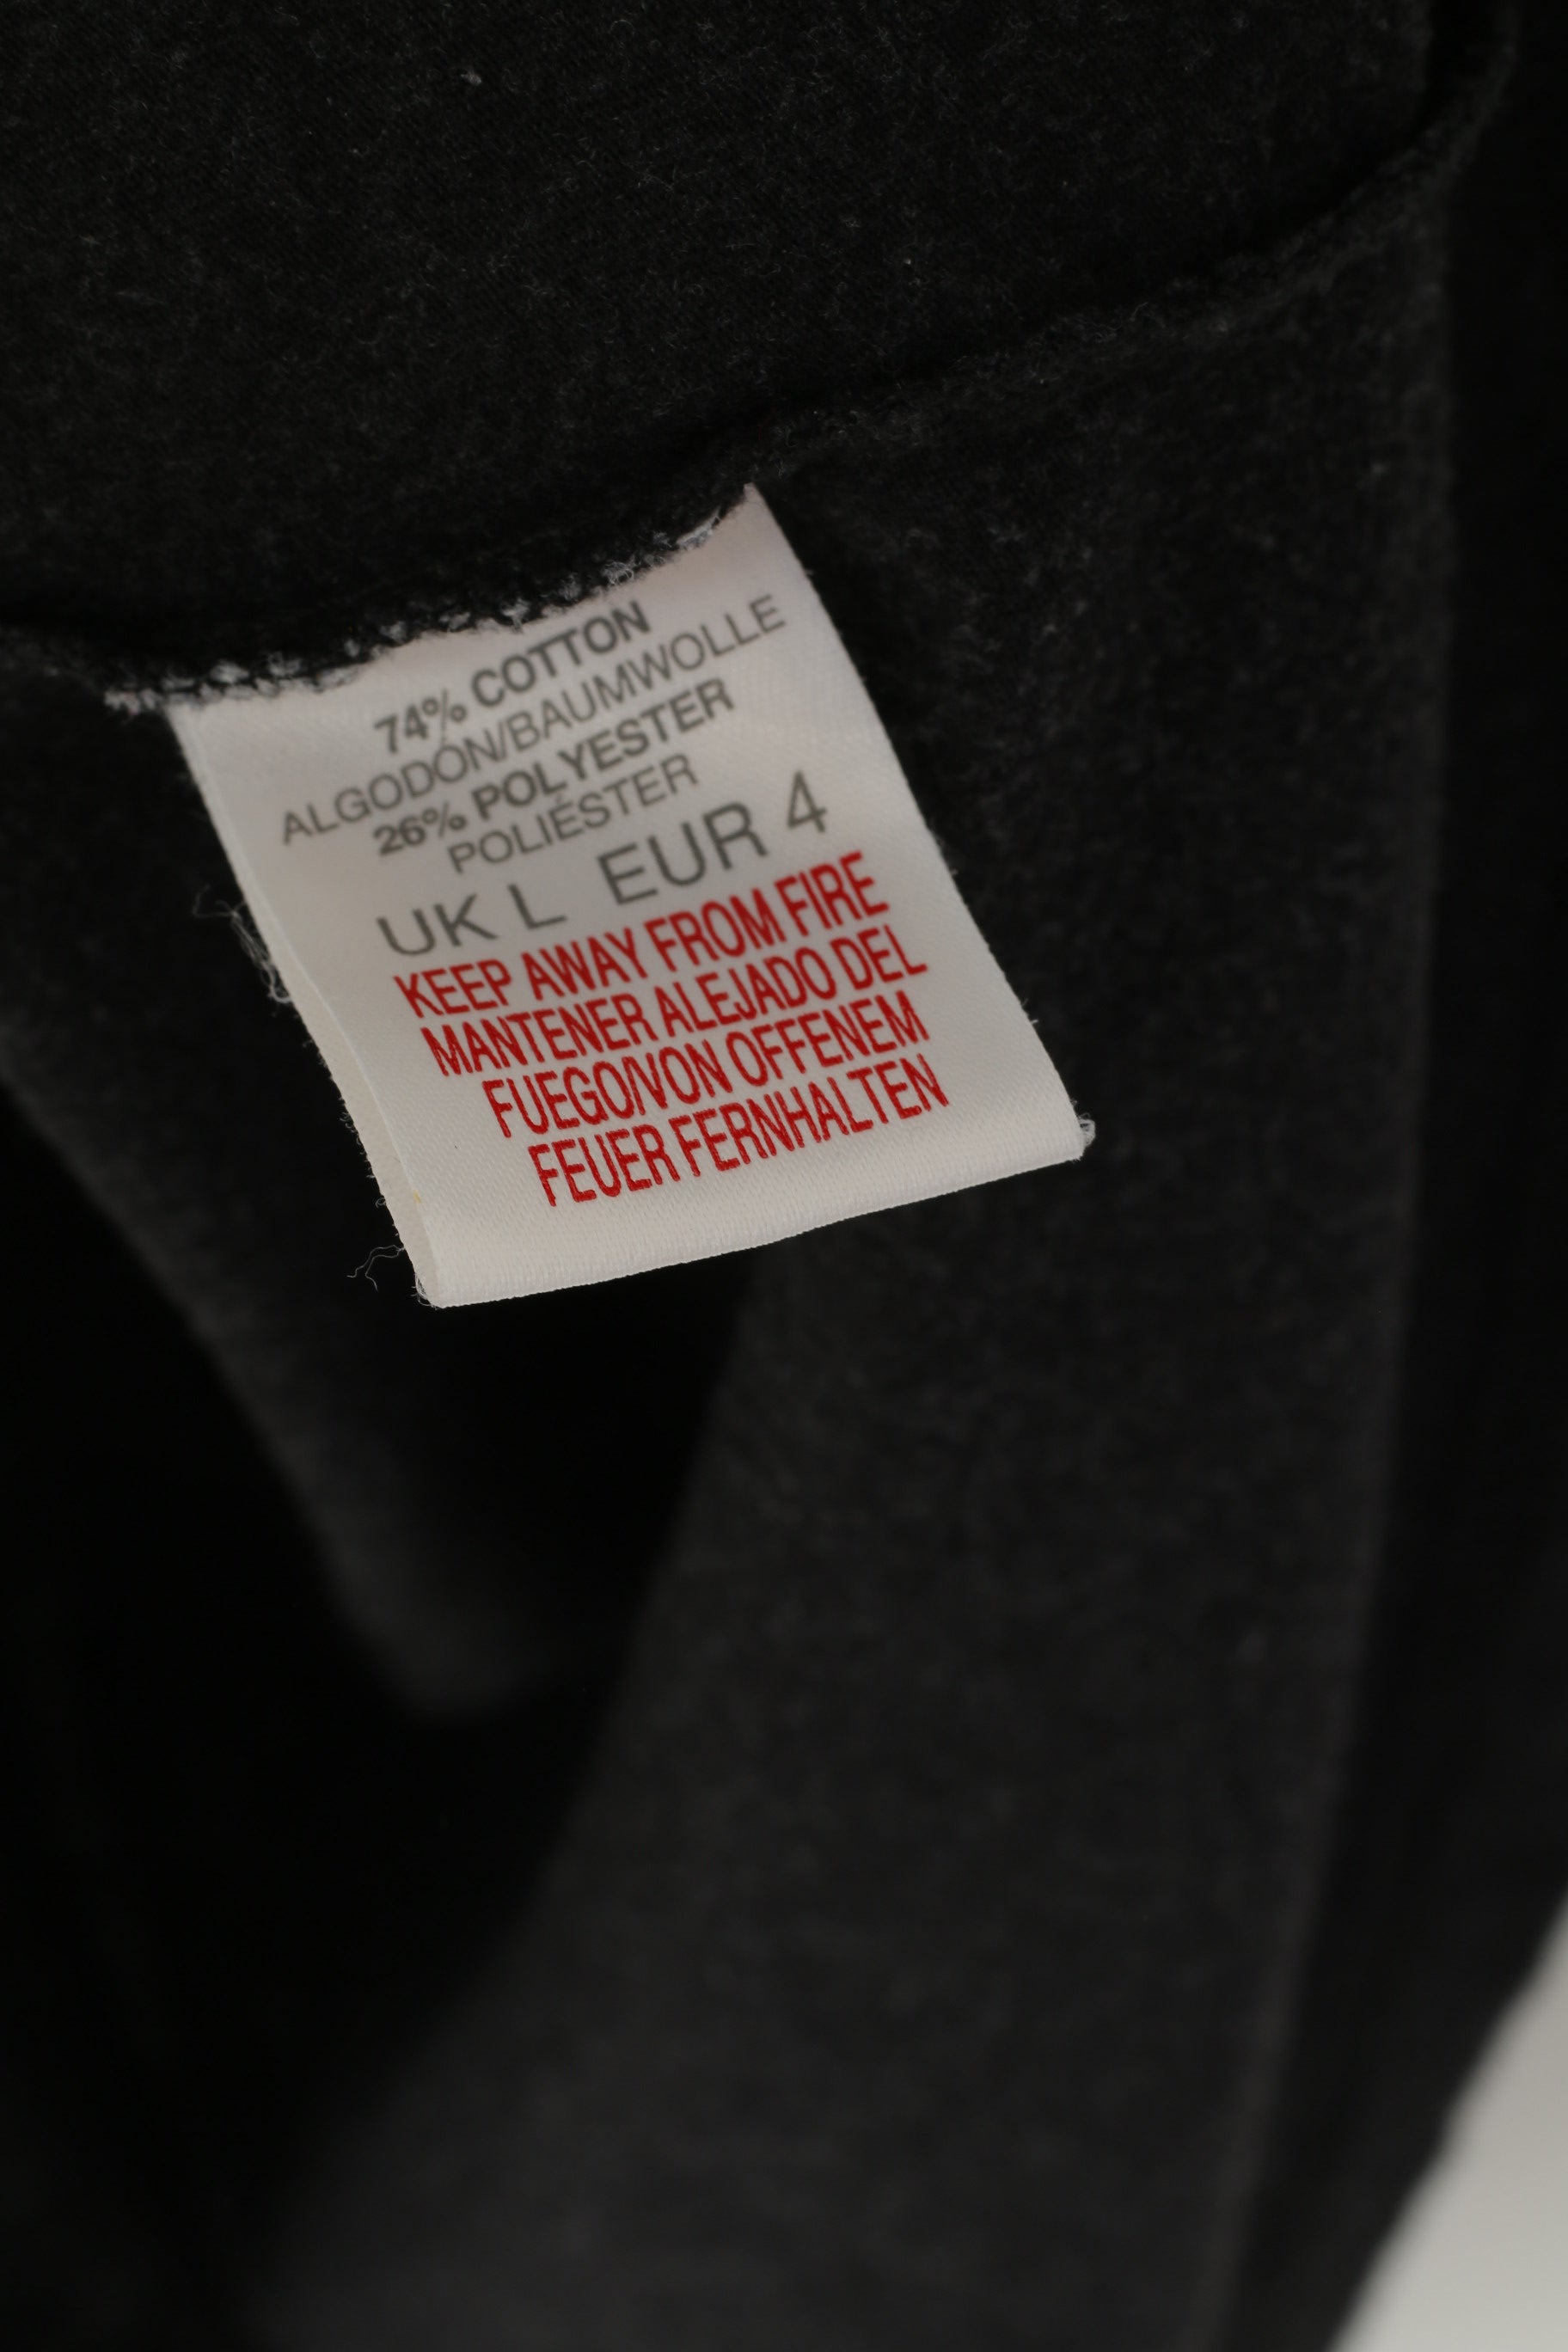 74% COTTON
ALGODÓN/BAUMWOLLE
26% POLYESTER
POLIÉSTER
UK L EUR 4
KEEP AWAY FROM FIRE
MANTENER ALEJADO DEL
FUEGO/VON OFFENEM
FEUER FERNHALTEN